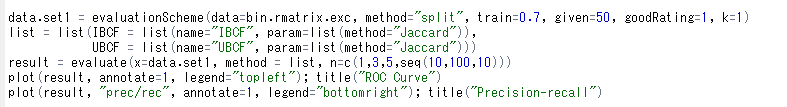 data.set1 = evaluationScheme(data=bin.rmatrix.exc, method="split", train=0.7, given=50, goodRating=1, k=1)
list = list(IBCF = list(name="IBCF", param=list(method="Jaccard")),
UBCF = list(name="UBCF", param=list(method="Jaccard")))
result = evaluate(x=data.set1, method = list, n=c(1,3,5,seq(10,100,10)))
plot(result, annotate=1, legend="topleft"); title("ROC Curve")
plot(result, "prec/rec", annotate=1, legend="bottomright"); title("Precision-recall")